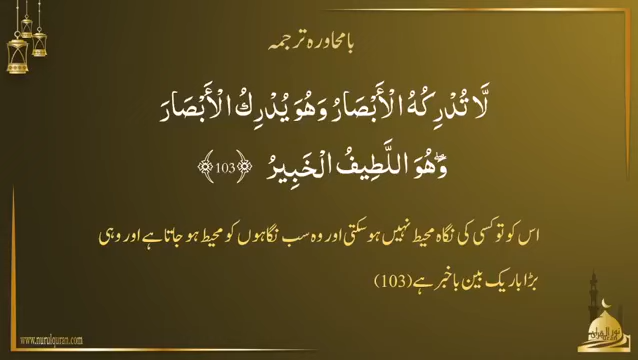 بامحاورہ ترجمہ
لَّا تُدْرِكُهُ الْأَبْصَارُ وَهُوَ يُدْرِكُ الْأَبْصَارَ
وَهُوَ اللَّطِيفُ الْخَبِيرُ ﴿103﴾
اس کو تو کسی کی نگاہ محیط نہیں ہو سکتی اور وہ سب نگاہوں کو محیط ہو جاتا ہے اور وہی
بڑا باریک بین باخبر ہے (103)
www.nurulquran.com
نور القرآن